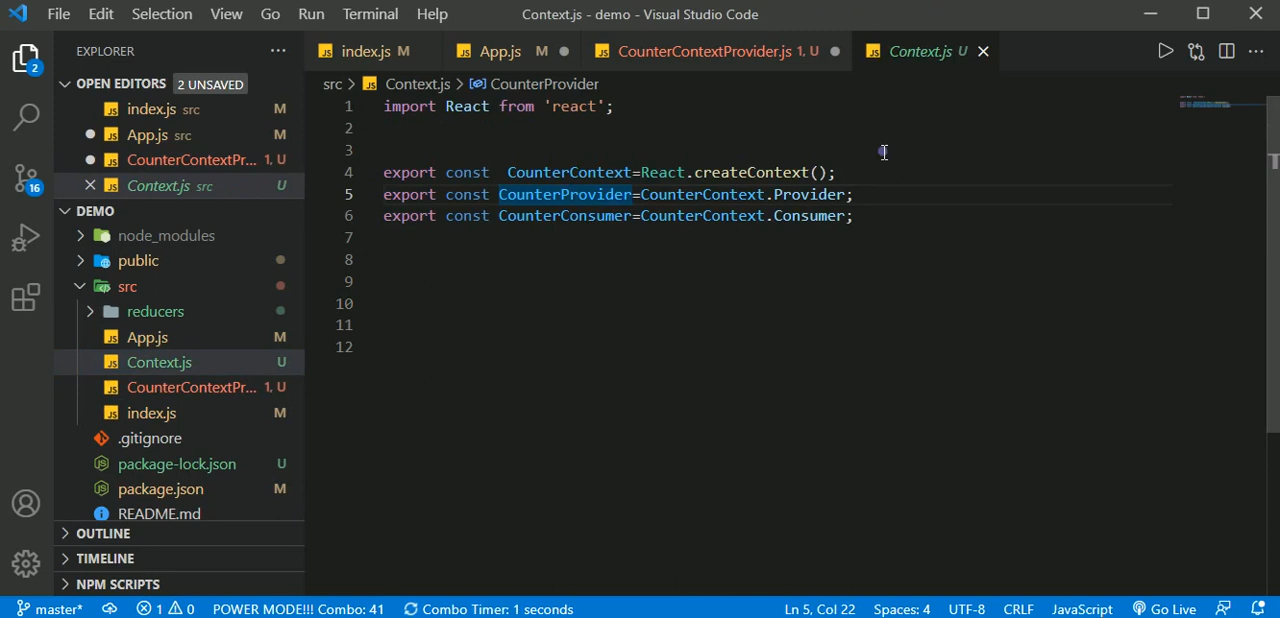 File Edit Selection View Go Run Terminal Help Context.js - demo - Visual Studio Code
EXPLORER
index.js M App.js M CounterContextProvider.js 1, U Context.js U
2
OPEN EDITORS 2 UNSAVED
index.js src M
App.js src M
CounterContextPr... 1, U
Context.js src U
16
DEMO
node_modules
public
src
reducers
App.js M
Context.js U
CounterContextPr... 1, U
index.js M
.gitignore
package-lock.json U
package.json M
README.md
OUTLINE
TIMELINE
NPM SCRIPTS
src > Context.js > CounterProvider
1 import React from 'react';
2
3
4 export const  CounterContext=React.createContext();
5 export const CounterProvider=CounterContext.Provider;
6 export const CounterConsumer=CounterContext.Consumer;
7
8
9
10
11
12
master* 1 0 POWER MODE!!! Combo: 41 Combo Timer: 1 seconds Ln 5, Col 22 Spaces: 4 UTF-8 CRLF JavaScript Go Live